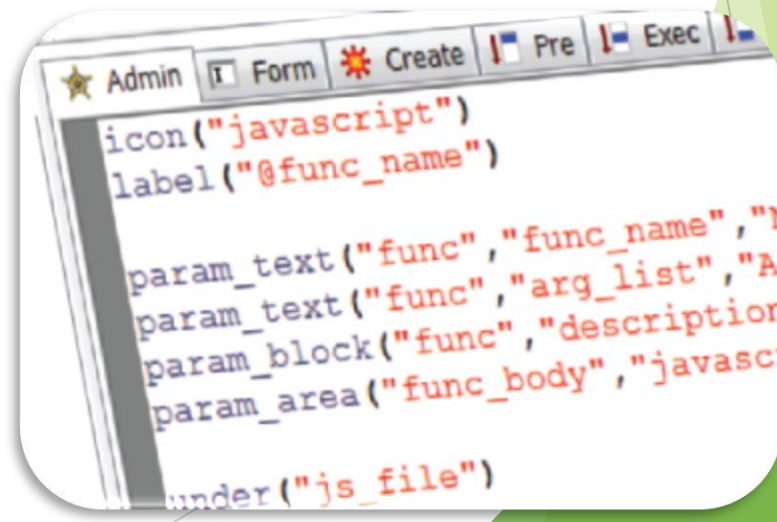 Admin Form Create Pre Exec
icon("javascript")
label("@func_name")
param_text("func","func_name","
param_text("func","arg_list","A
param_block("func","description
param_area("func_body","javasc
under("js_file")